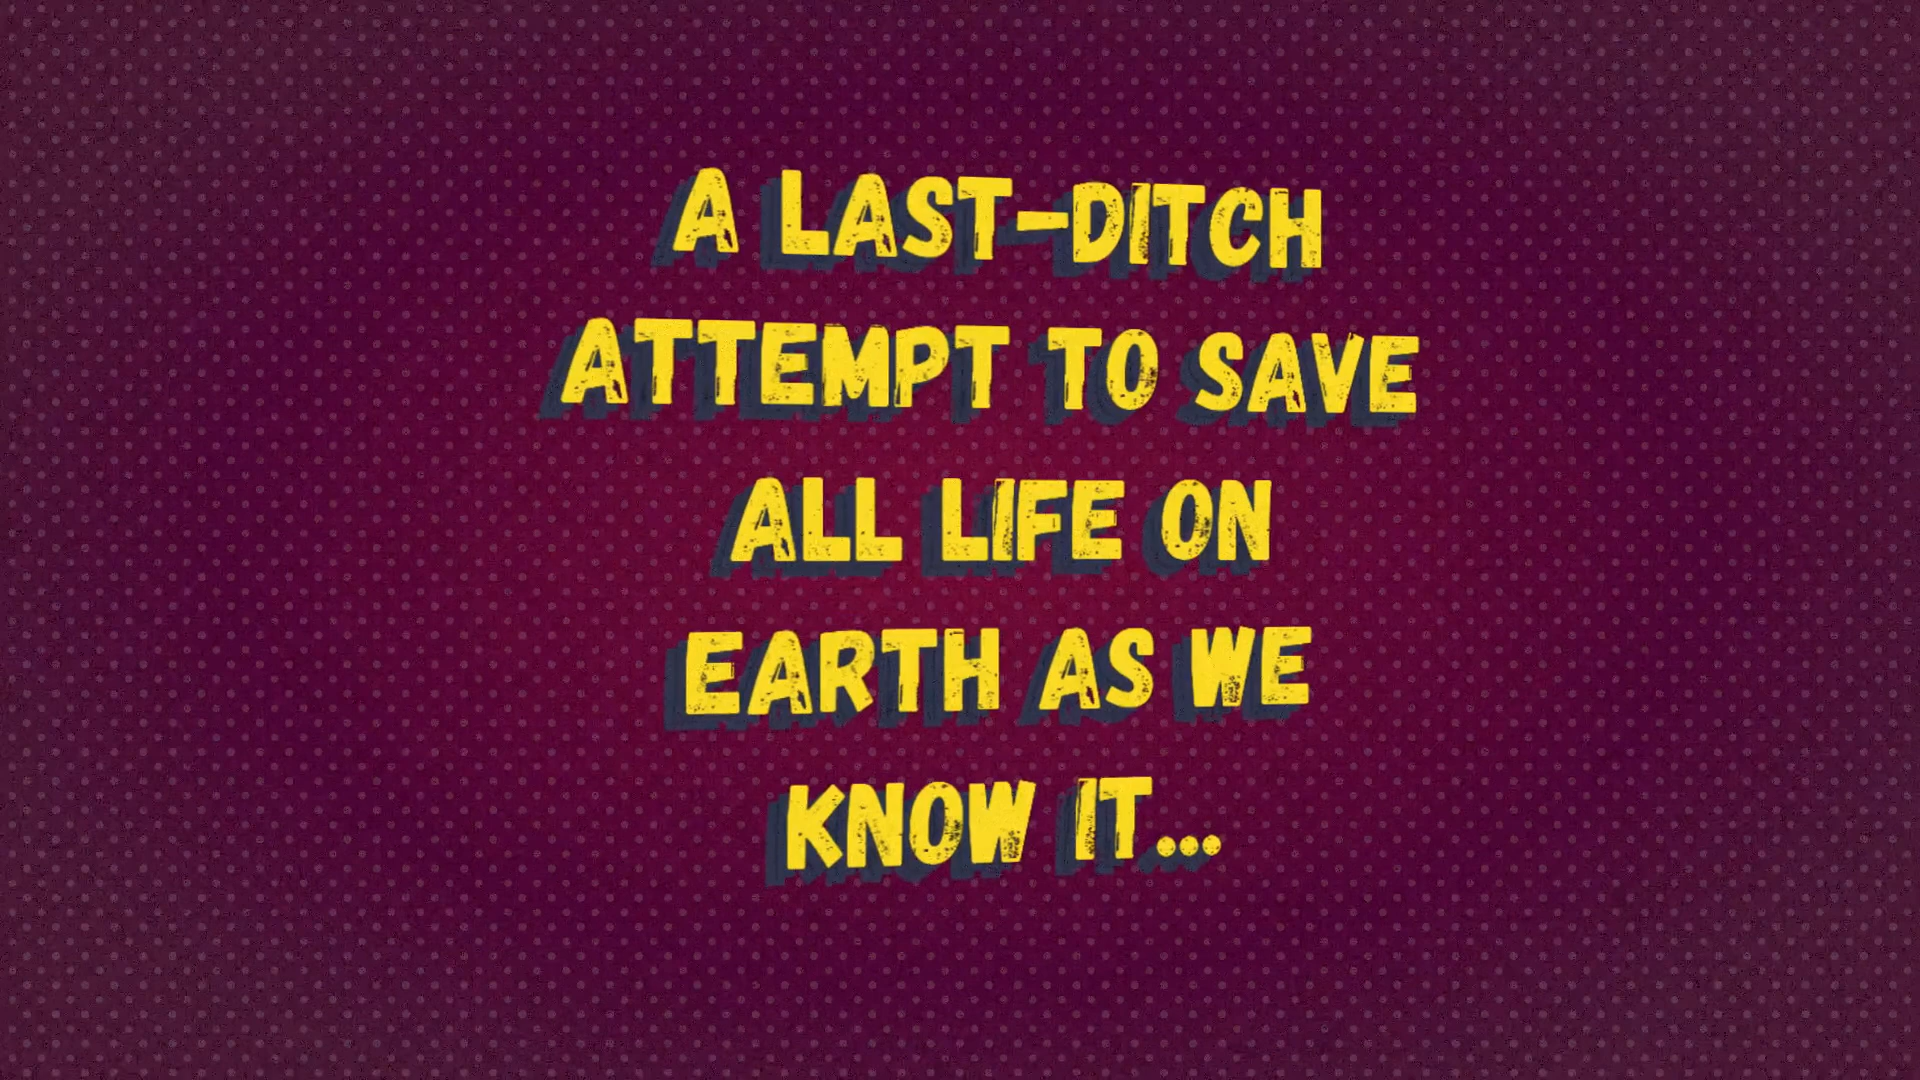 A LAST-DITCH
ATTEMPT TO SAVE
ALL LIFE ON
EARTH AS WE
KNOW IT...